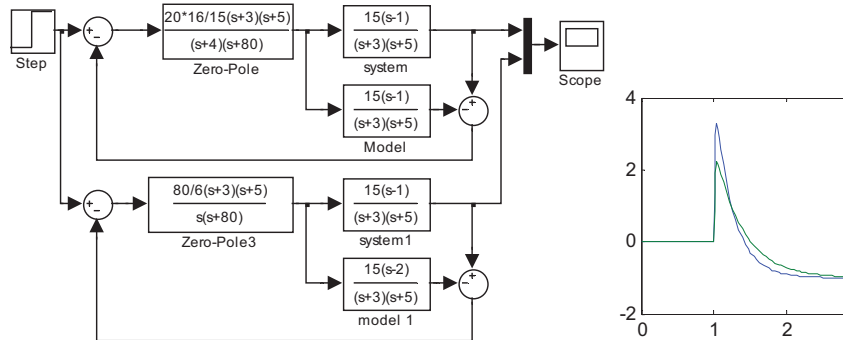 Step
+
−
20*16/15(s+3)(s+5)
(s+4)(s+80)
Zero-Pole
15(s-1)
(s+3)(s+5)
system
15(s-1)
(s+3)(s+5)
Model
−
+
Scope
+
−
80/6(s+3)(s+5)
s(s+80)
Zero-Pole3
15(s-1)
(s+3)(s+5)
system1
15(s-2)
(s+3)(s+5)
model 1
−
+
4
2
0
-2
0
1
2